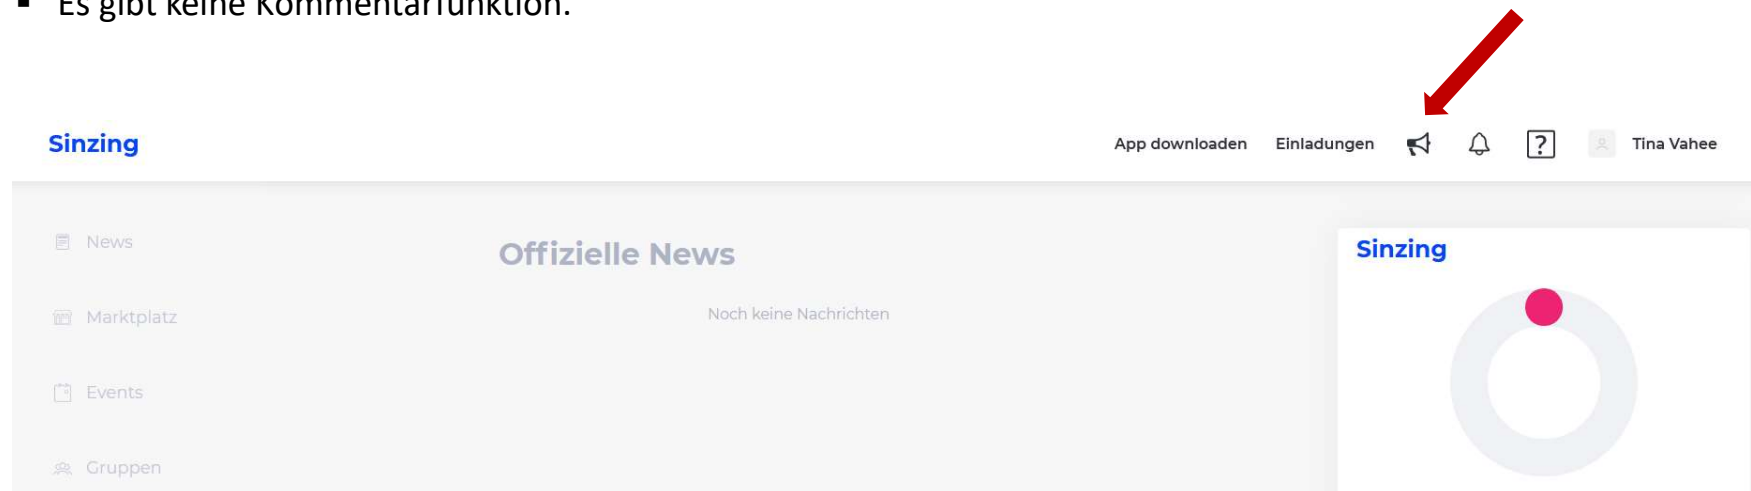 ▪ Es gibt keine Kommentarfunktion.
Sinzing
App downloaden Einladungen ? Tina Vahee
News
Offizielle News
Sinzing
Marktplatz
Noch keine Nachrichten
Events
Gruppen